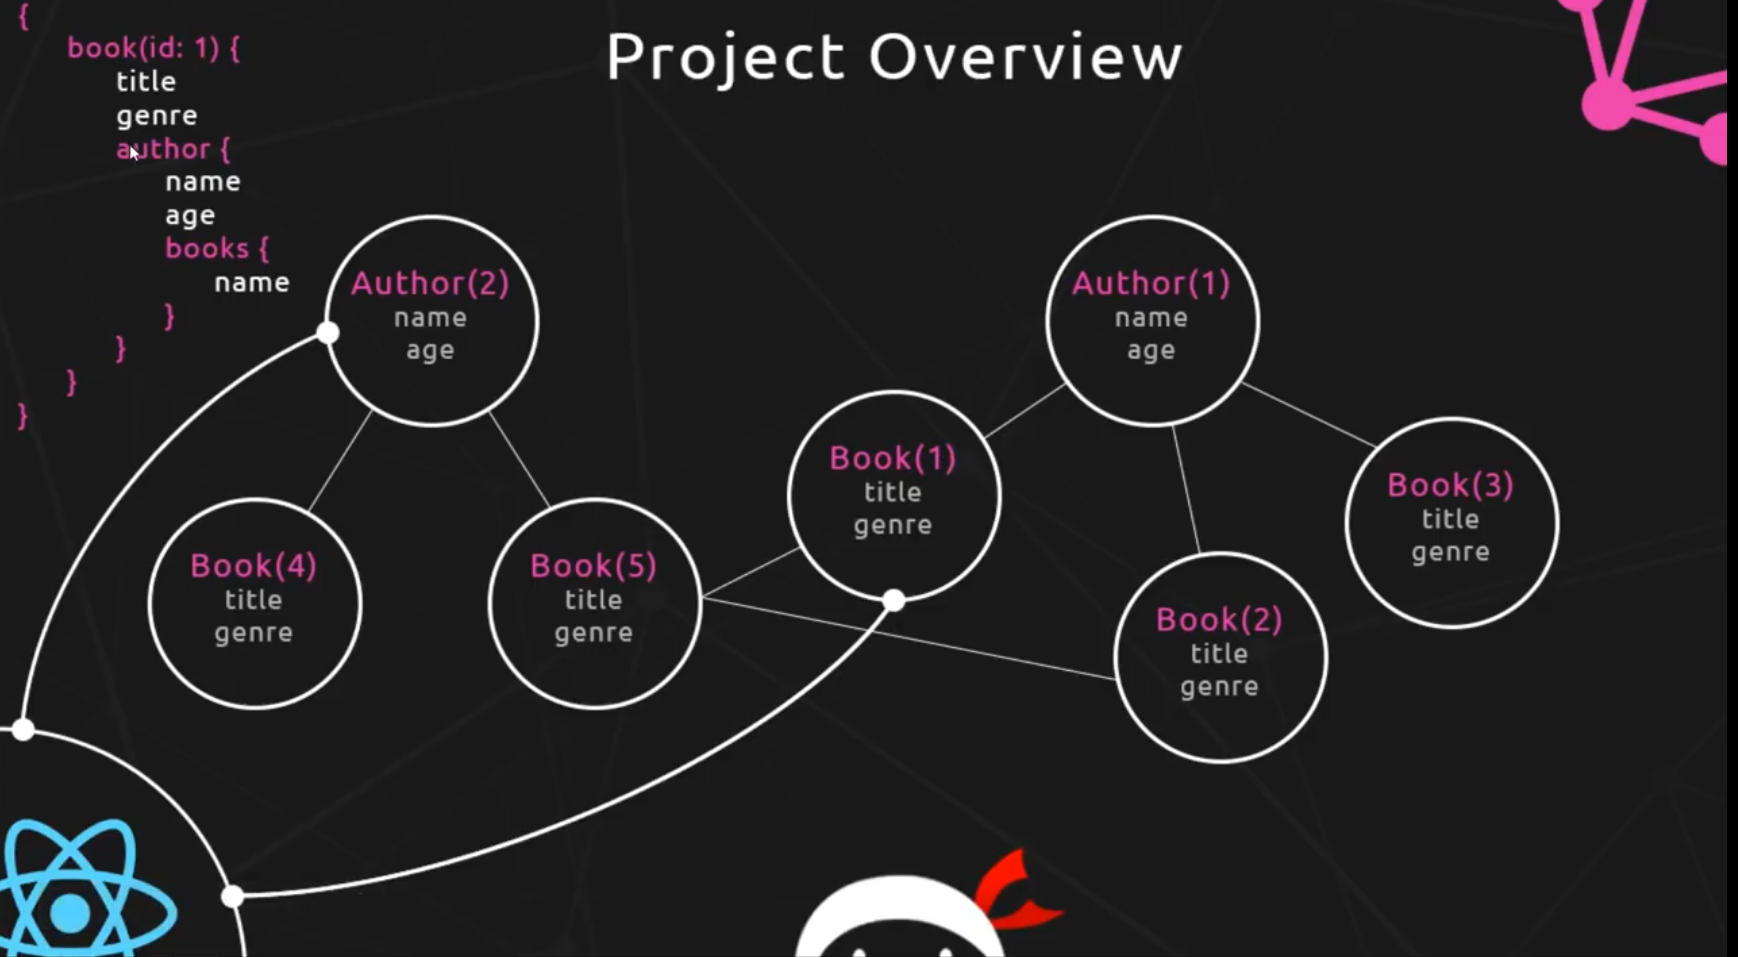 Project Overview
{
book(id: 1) {
title
genre
author {
name
age
books {
name
}
}
}
}
Author(2)
name
age
Author(1)
name
age
Book(1)
title
genre
Book(3)
title
genre
Book(4)
title
genre
Book(5)
title
genre
Book(2)
title
genre